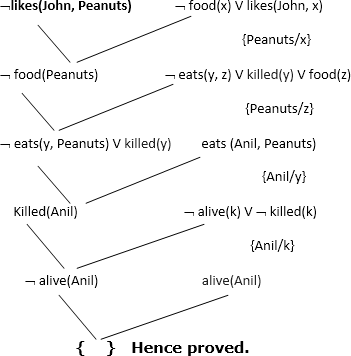 ¬likes(John, Peanuts) ¬ food(x) V likes(John, x)
{Peanuts/x}
¬ food(Peanuts) ¬ eats(y, z) V killed(y) V food(z)
{Peanuts/z}
¬ eats(y, Peanuts) V killed(y) eats (Anil, Peanuts)
{Anil/y}
Killed(Anil) ¬ alive(k) V ¬ killed(k)
{Anil/k}
¬ alive(Anil) alive(Anil)
{ } Hence proved.